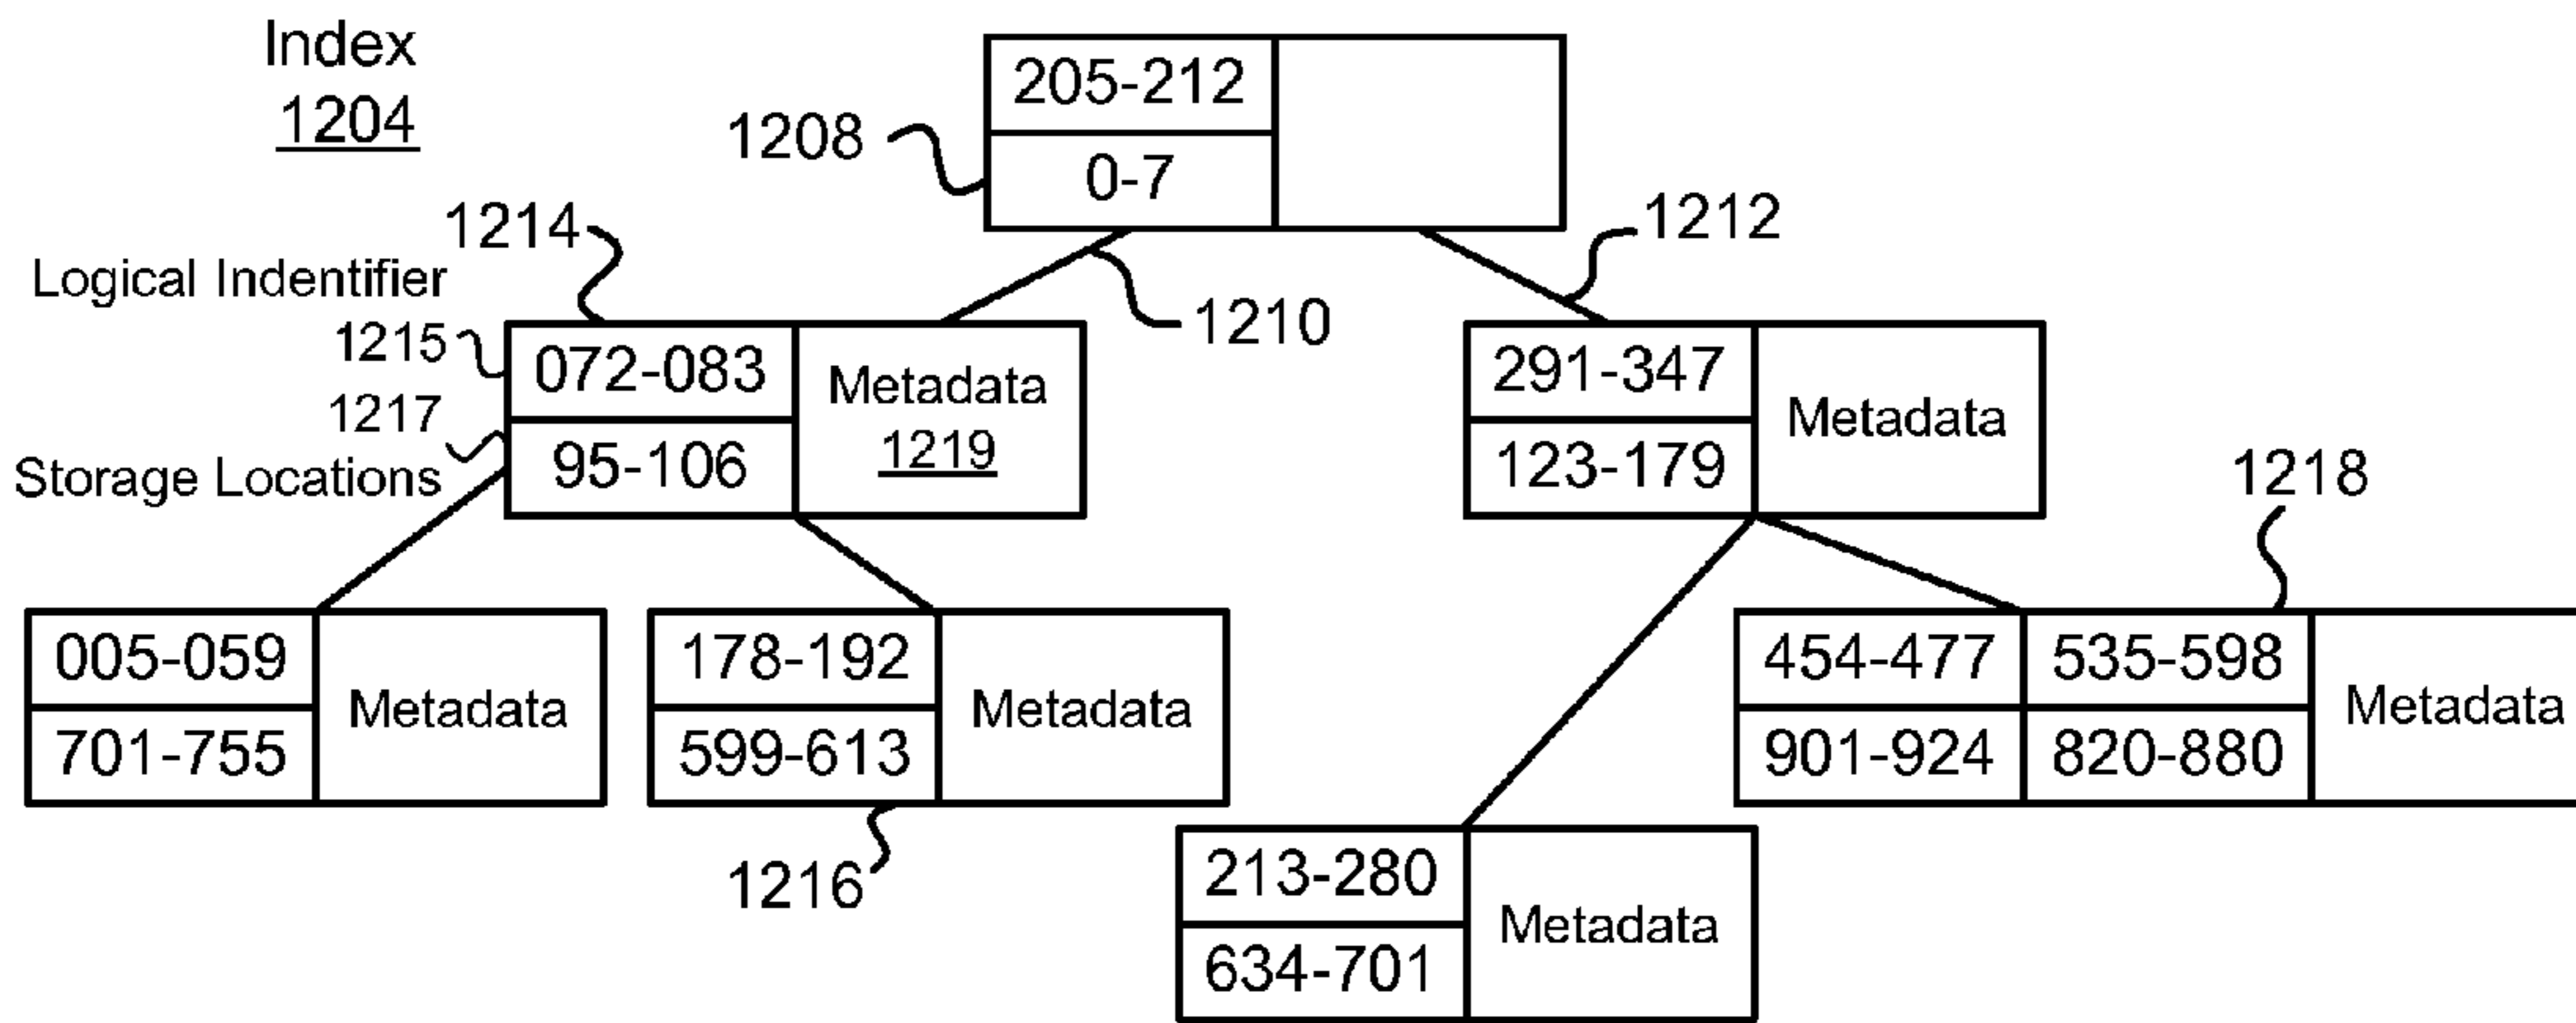 Index
1204
205-212
0-7
1208
1210
1212
1214
Logical Indentifier
1215
1217
Storage Locations
072-083
95-106
Metadata
1219
291-347
123-179
Metadata
1218
005-059
701-755
Metadata
178-192
599-613
Metadata
1216
454-477
535-598
901-924
820-880
Metadata
213-280
634-701
Metadata